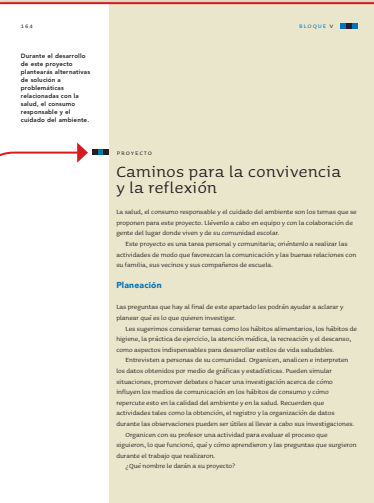 164
BLOQUE V
Durante el desarrollo
de este proyecto
plantearás alternativas
de solución a
problemáticas
relacionadas con la
salud, el consumo
responsable y el
cuidado del ambiente.
PROYECTO
Caminos para la convivencia
y la reflexión
La salud, el consumo responsable y el cuidado del ambiente son los temas que se
proponen para este proyecto. Llévenlo a cabo en equipo y con la colaboración de
gente del lugar donde viven y de su comunidad escolar.
Este proyecto es una tarea personal y comunitaria; oriéntenlo a realizar las
actividades de modo que favorezcan la comunicación y las buenas relaciones con
su familia, sus vecinos y sus compañeros de escuela.
Planeación
Las preguntas que hay al final de este apartado les podrán ayudar a aclarar y
planear qué es lo que quieren investigar.
Les sugerimos considerar temas como los hábitos alimentarios, los hábitos de
higiene, la práctica de ejercicio, la atención médica, la recreación y el descanso,
como aspectos indispensables para desarrollar estilos de vida saludables.
Entrevisten a personas de su comunidad. Organicen, analicen e interpreten
los datos obtenidos por medio de gráficas y estadísticas. Pueden simular
situaciones, promover debates o hacer una investigación acerca de cómo
influyen los medios de comunicación en los hábitos de consumo y cómo
repercute esto en la calidad del ambiente y en la salud. Recuerden que
actividades tales como la obtención, el registro y la organización de datos
durante las observaciones pueden ser útiles al llevar a cabo sus investigaciones.
Organicen con su profesor una actividad para evaluar el proceso que
siguieron, lo que funcionó, qué y cómo aprendieron y las preguntas que surgieron
durante el trabajo que realizaron.
¿Qué nombre le darán a su proyecto?